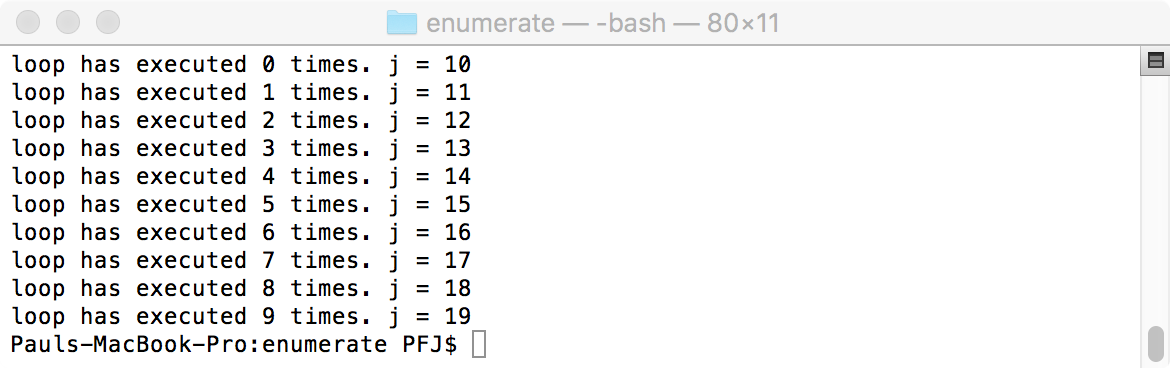 enumerate — -bash — 80×11
loop has executed 0 times. j = 10
loop has executed 1 times. j = 11
loop has executed 2 times. j = 12
loop has executed 3 times. j = 13
loop has executed 4 times. j = 14
loop has executed 5 times. j = 15
loop has executed 6 times. j = 16
loop has executed 7 times. j = 17
loop has executed 8 times. j = 18
loop has executed 9 times. j = 19
Pauls-MacBook-Pro:enumerate PFJ$